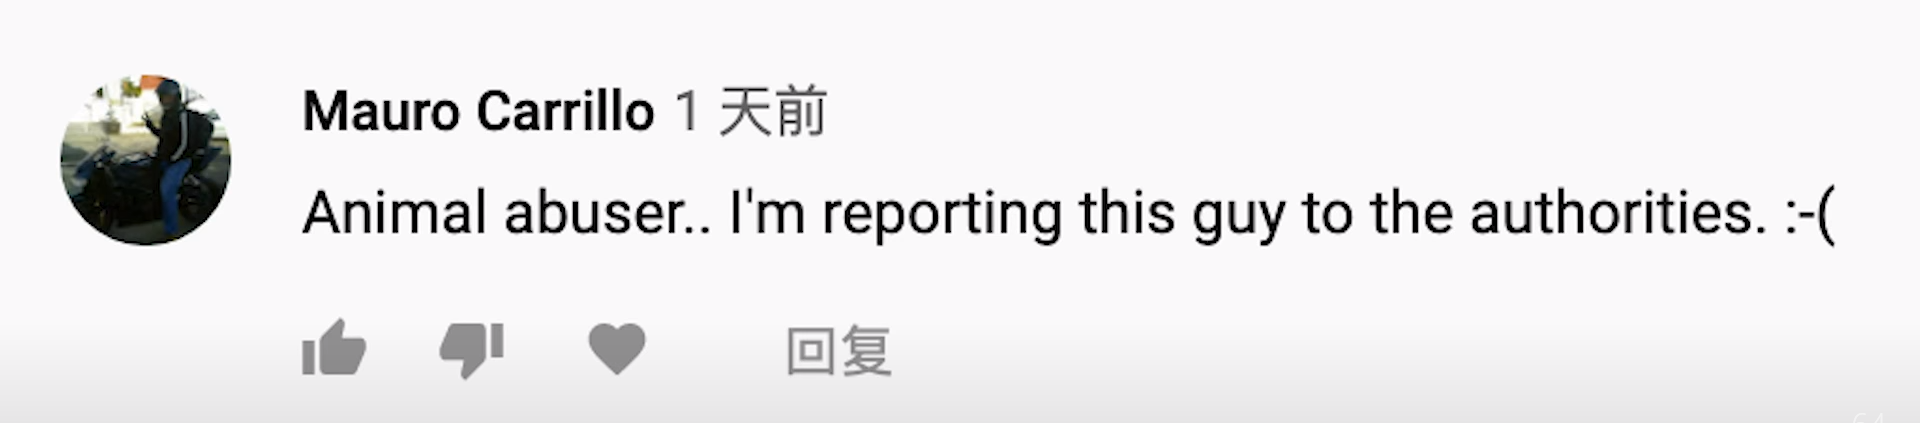 Mauro Carrillo 1 天前
Animal abuser.. I'm reporting this guy to the authorities. :-(
回复